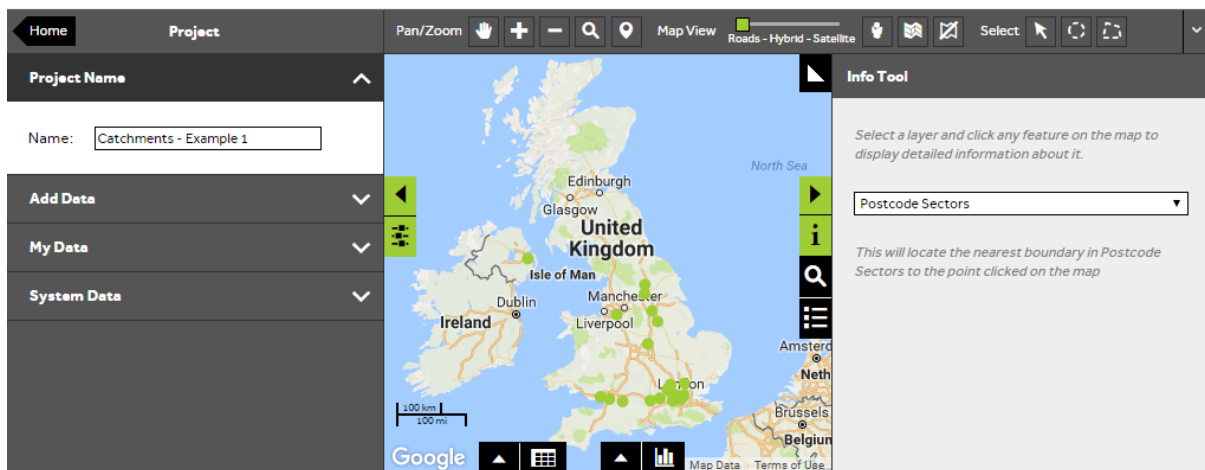 Home
Project
Pan/Zoom
Map View
Roads - Hybrid - Satellite
Select
Project Name
Name:
Catchments - Example 1
Add Data
My Data
System Data
North Sea
Edinburgh
Glasgow
United
Kingdom
Isle of Man
Dublin
Manchester
Ireland
Liverpool
Amsterd
Neth
London
Brussels
Belgiun
100 km
100 mi
Google
Map Data
Terms of Use
Info Tool
Select a layer and click any feature on the map to
display detailed information about it.
Postcode Sectors
This will locate the nearest boundary in Postcode
Sectors to the point clicked on the map